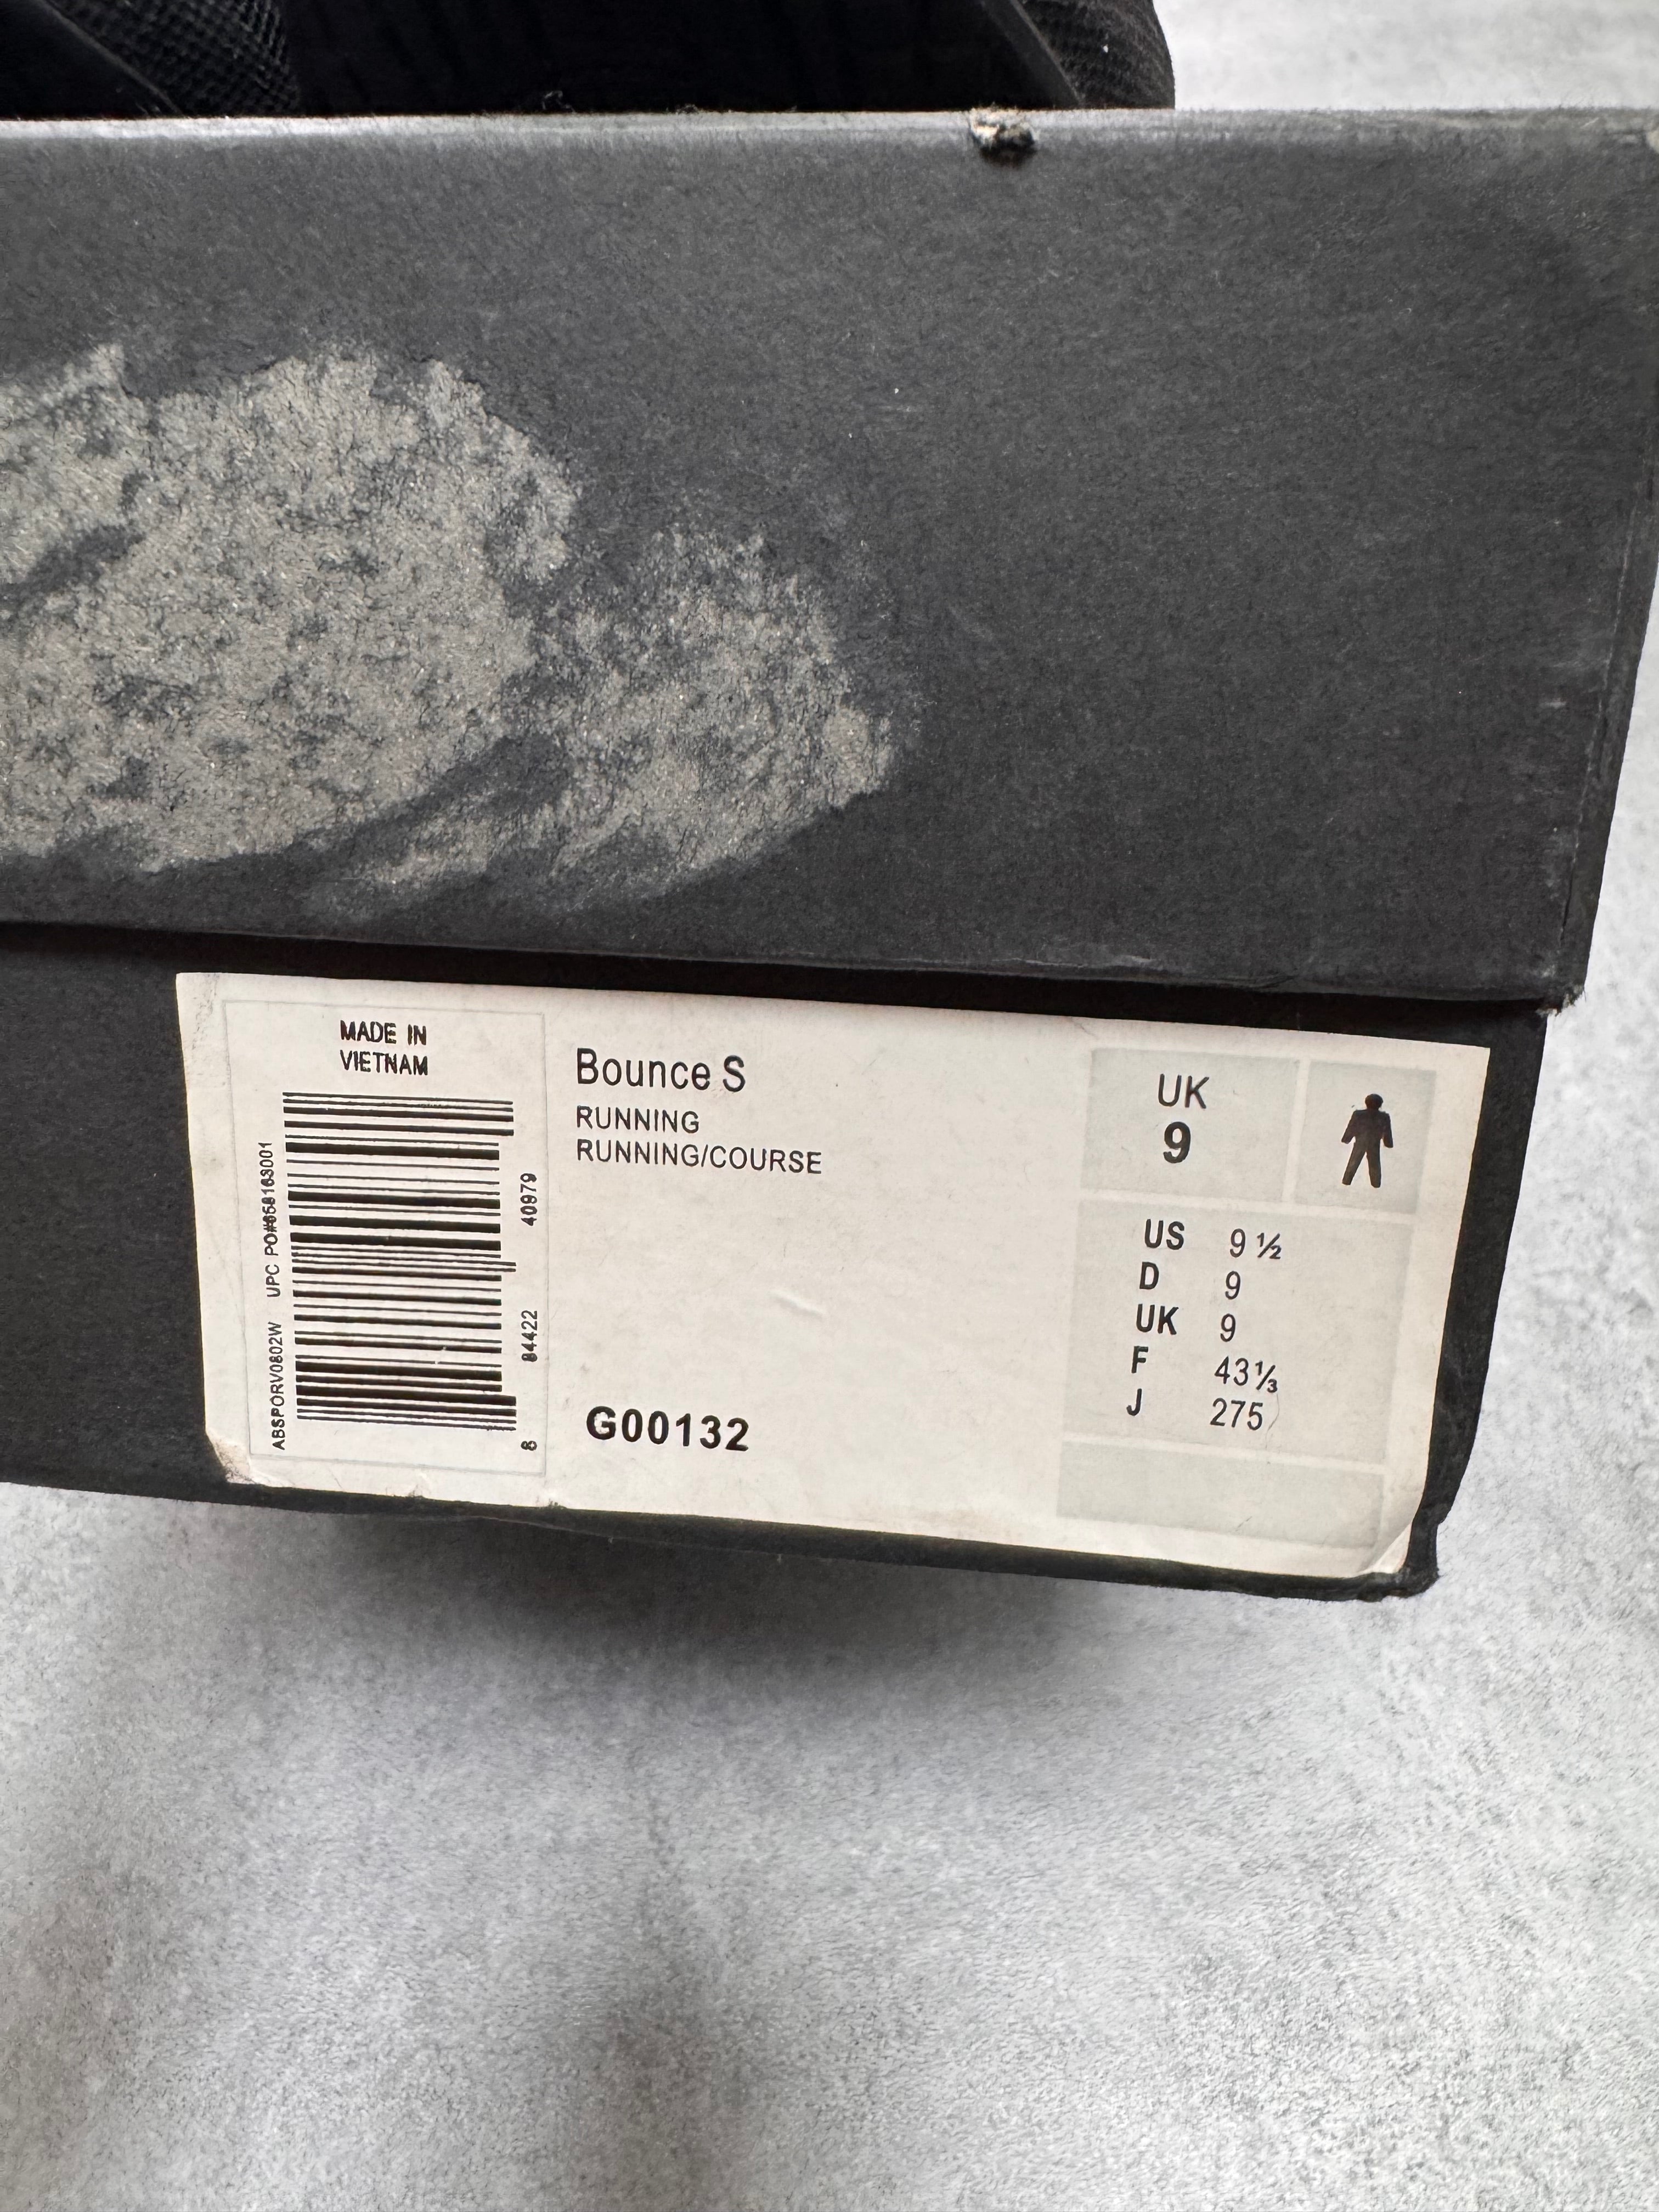 MADE IN
VIETNAM
ABSPORV0802W UPC
8 84422 40979
Bounce S
RUNNING
RUNNING/COURSE
G00132
UK
9
US 9 ½
D 9
UK 9
F 43⅓
J 275